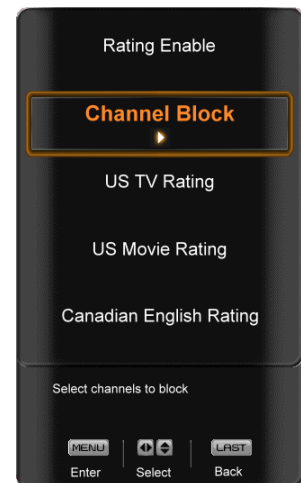 Rating Enable
Channel Block
US TV Rating
US Movie Rating
Canadian English Rating
Select channels to block
MENU LAST
Enter Select Back